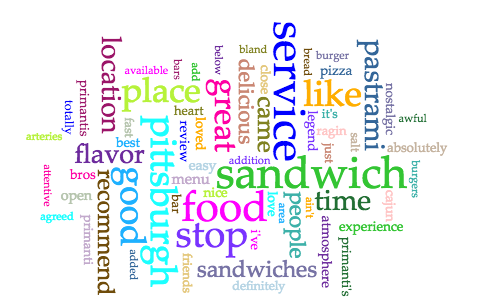 below
bland
service
bread
burger
location
available
bars
add
delicious
close
pizza
pastrami
place
great
like
nostalgic
primantis
totally
fast
heart
came
legend
it's
awful
arteries
best
pittsburgh
review
loved
ragin
just
salt
absolutely
flavor
easy
addition
attentive
bros
good
recommend
menu
sandwich
burgers
open
bar
nice
love
area
people
ain't
time
cajun
agreed
primanti
food
experience
added
stop
i've
atmosphere
primanti's
friends
sandwiches
definitely